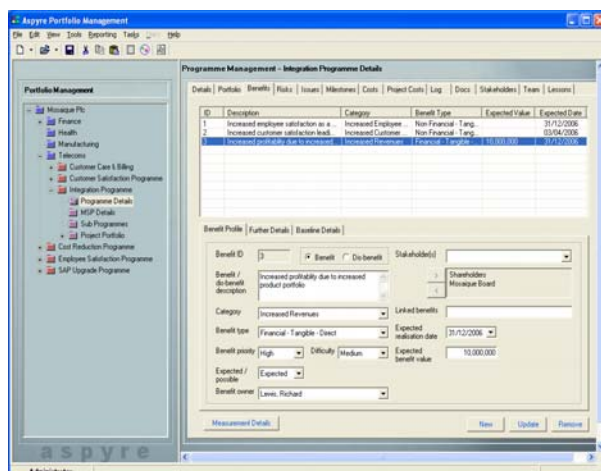 Aspyre Portfolio Management
File Edit View Tools Reporting Tasks Help
Programme Management - Integration Programme Details
Portfolio Management
Details Portfolio Benefits Risks Issues Milestones Costs Project Costs Log Docs Stakeholders Team Lessons
Mosaique Plc
Finance
Health
Manufacturing
Telecoms
Customer Care & Billing
Customer Satisfaction Programme
Integration Programme
Programme Details
MSP Details
Sub Programmes
Project Portfolio
Cost Reduction Programme
Employee Satisfaction Programme
SAP Upgrade Programme
ID Description Category Benefit Type Expected Value Expected Date
1 Increased employee satisfaction as a ... Increased Employee ... Non Financial - Tang... 31/12/2006
2 Increased customer satisfaction leadi... Increased Customer ... Non Financial - Tang... 03/04/2006
3 Increased profitablity due to increased... Increased Revenues Financial - Tangible -... 10,000,000 31/12/2006
Benefit Profile Further Details Baseline Details
Benefit ID 3 Benefit Dis-benefit Stakeholder(s)
Benefit / dis-benefit description
Increased profitablity due to increased product portfolio
> <
Shareholders
Mosaique Board
Category Increased Revenues Linked benefits
Benefit type Financial - Tangible - Direct Expected realisation date 31/12/2006
Benefit priority High Difficulty Medium Expected benefit value 10,000,000
Expected / possible Expected
Benefit owner Lewis, Richard
Measurement Details New Update Remove
aspyre
Administrator